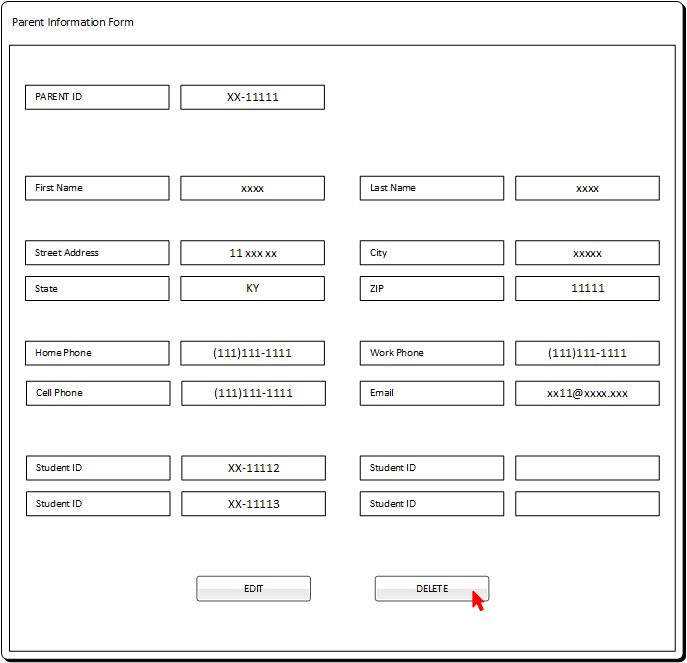 Parent Information Form
PARENT ID XX-11111
First Name xxxx Last Name xxxx
Street Address 11 xxx xx City xxxxx
State KY ZIP 11111
Home Phone (111)111-1111 Work Phone (111)111-1111
Cell Phone (111)111-1111 Email xx11@xxxx.xxx
Student ID XX-11112 Student ID
Student ID XX-11113 Student ID
EDIT DELETE